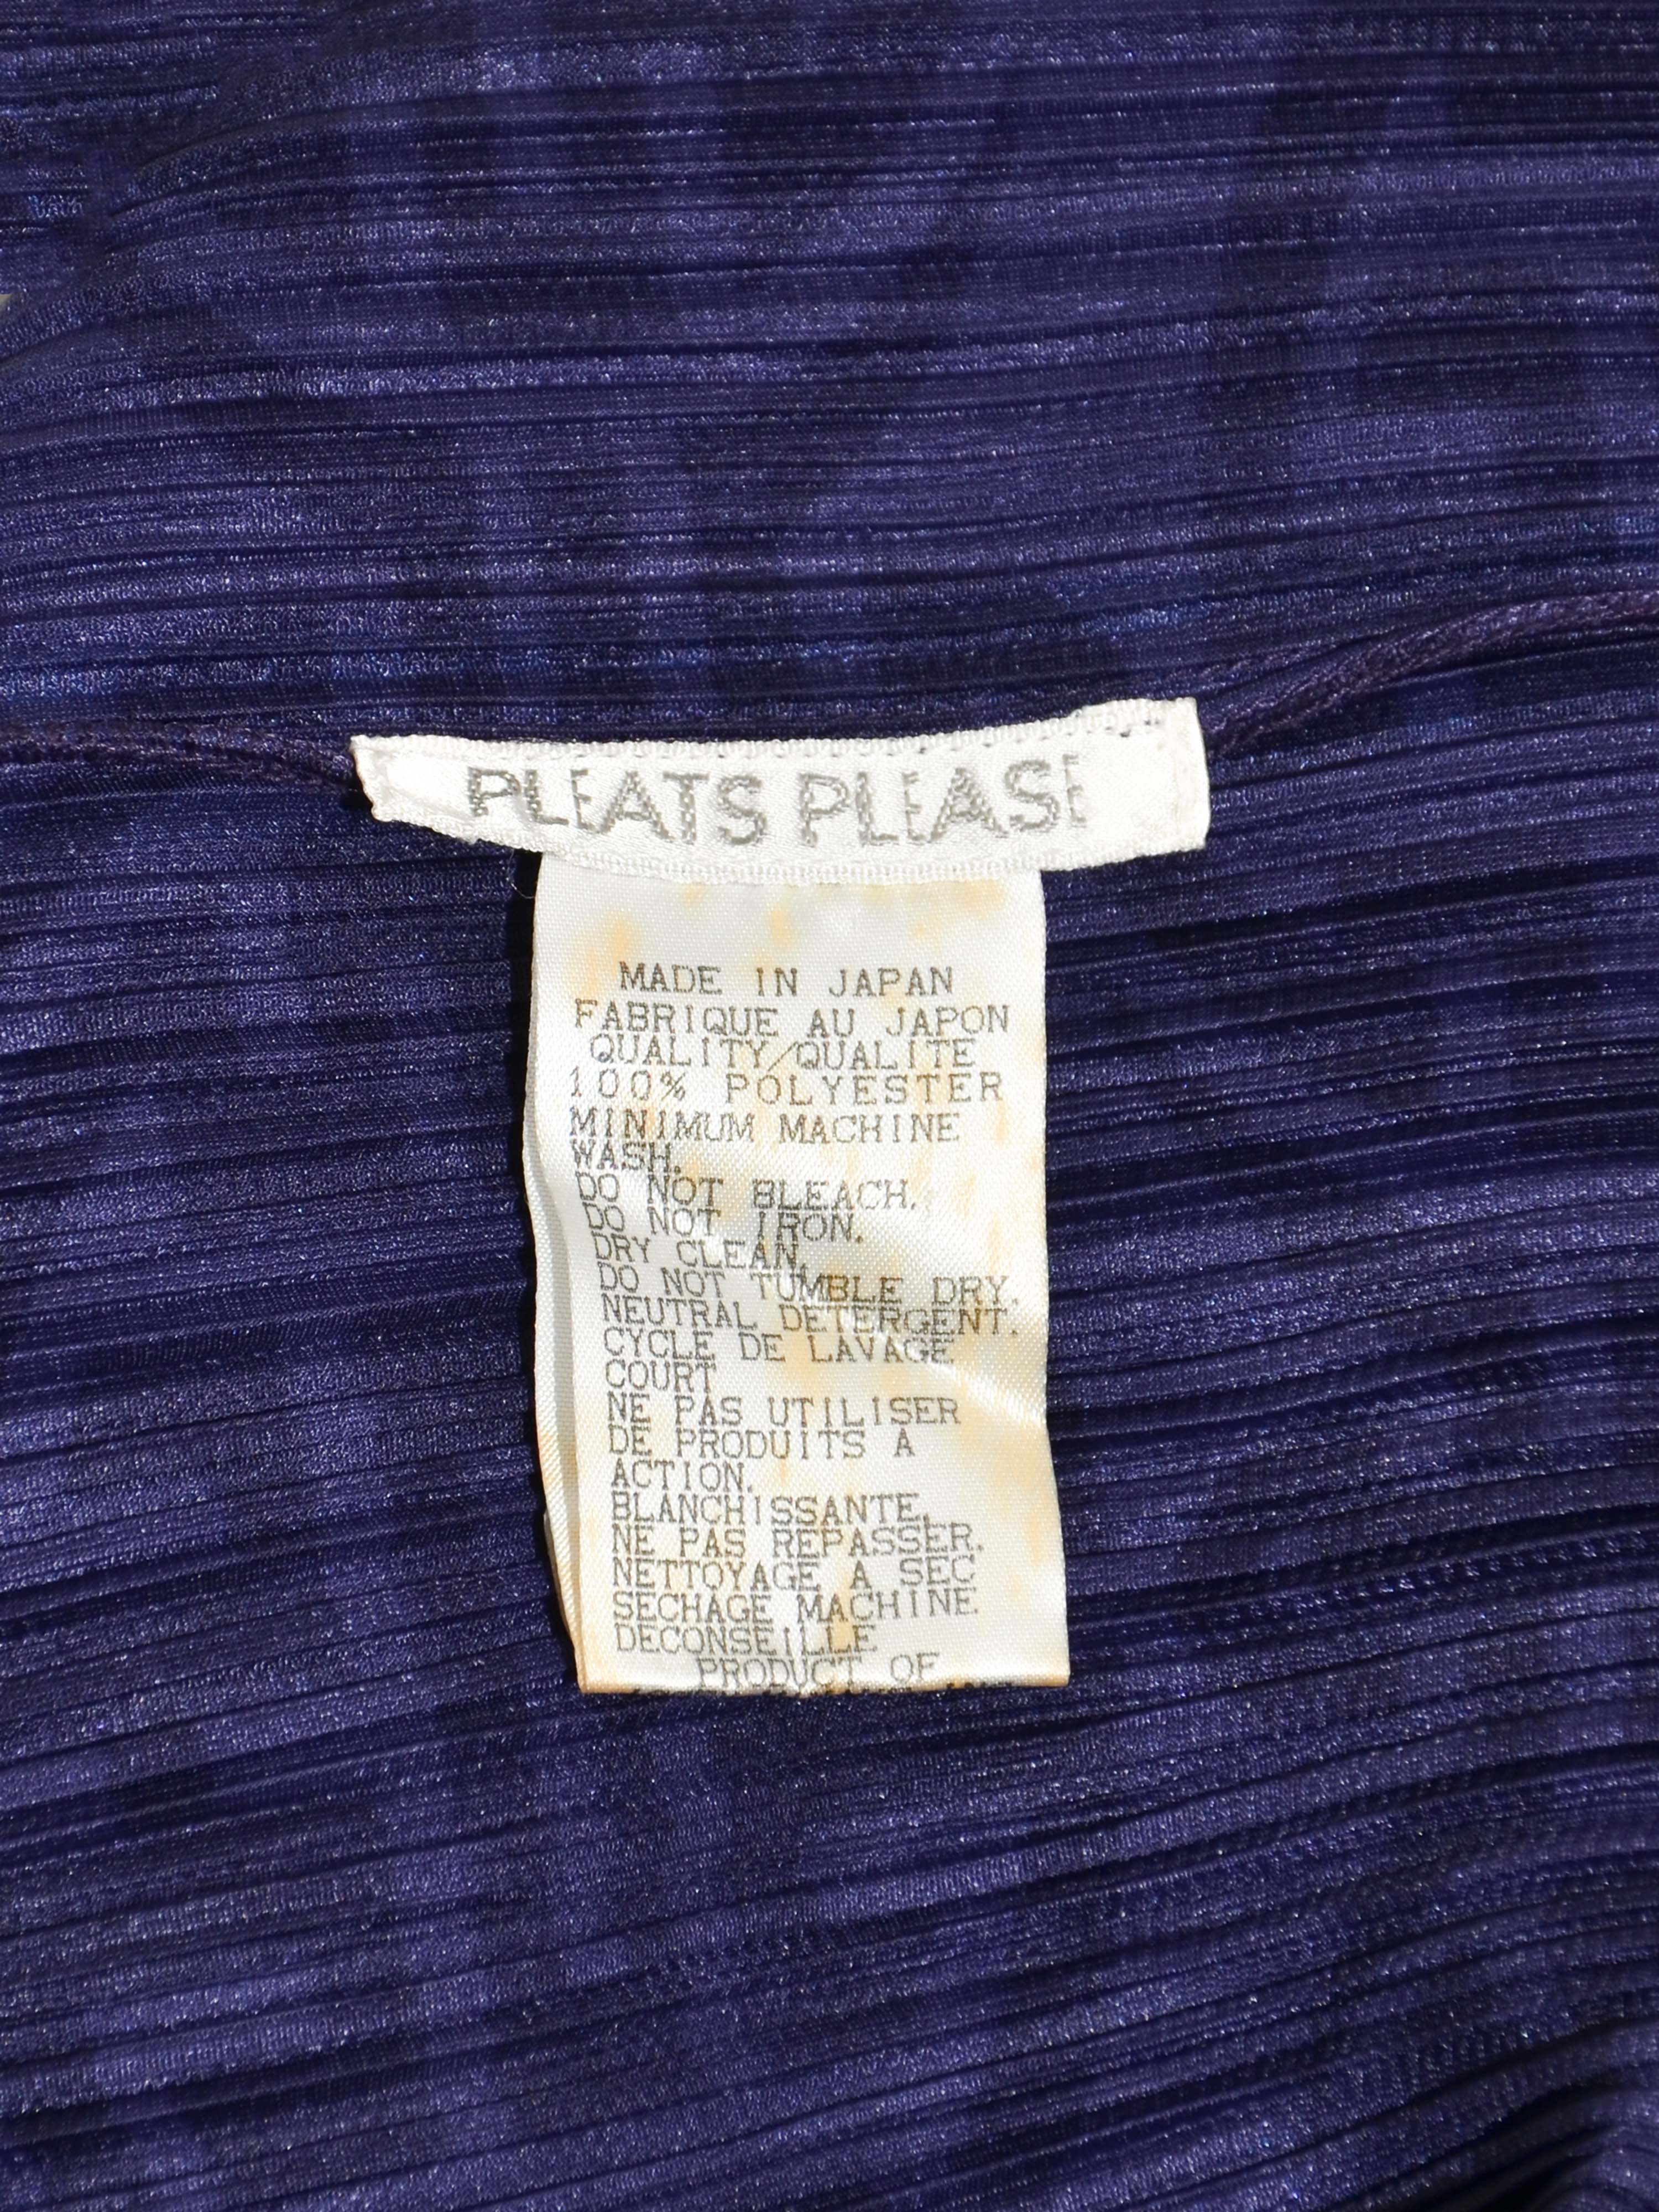 PLEATS PLEASE
MADE IN JAPAN
FABRIQUE AU JAPON
QUALITY/QUALITE
100% POLYESTER
MINIMUM MACHINE
WASH.
DO NOT BLEACH.
DO NOT IRON.
DRY CLEAN.
DO NOT TUMBLE DRY.
NEUTRAL DETERGENT.
CYCLE DE LAVAGE
COURT
NE PAS UTILISER
DE PRODUITS A
ACTION.
BLANCHISSANTE.
NE PAS REPASSER.
NETTOYAGE A SEC
SECHAGE MACHINE
DECONSEILLE
PRODUCT OF